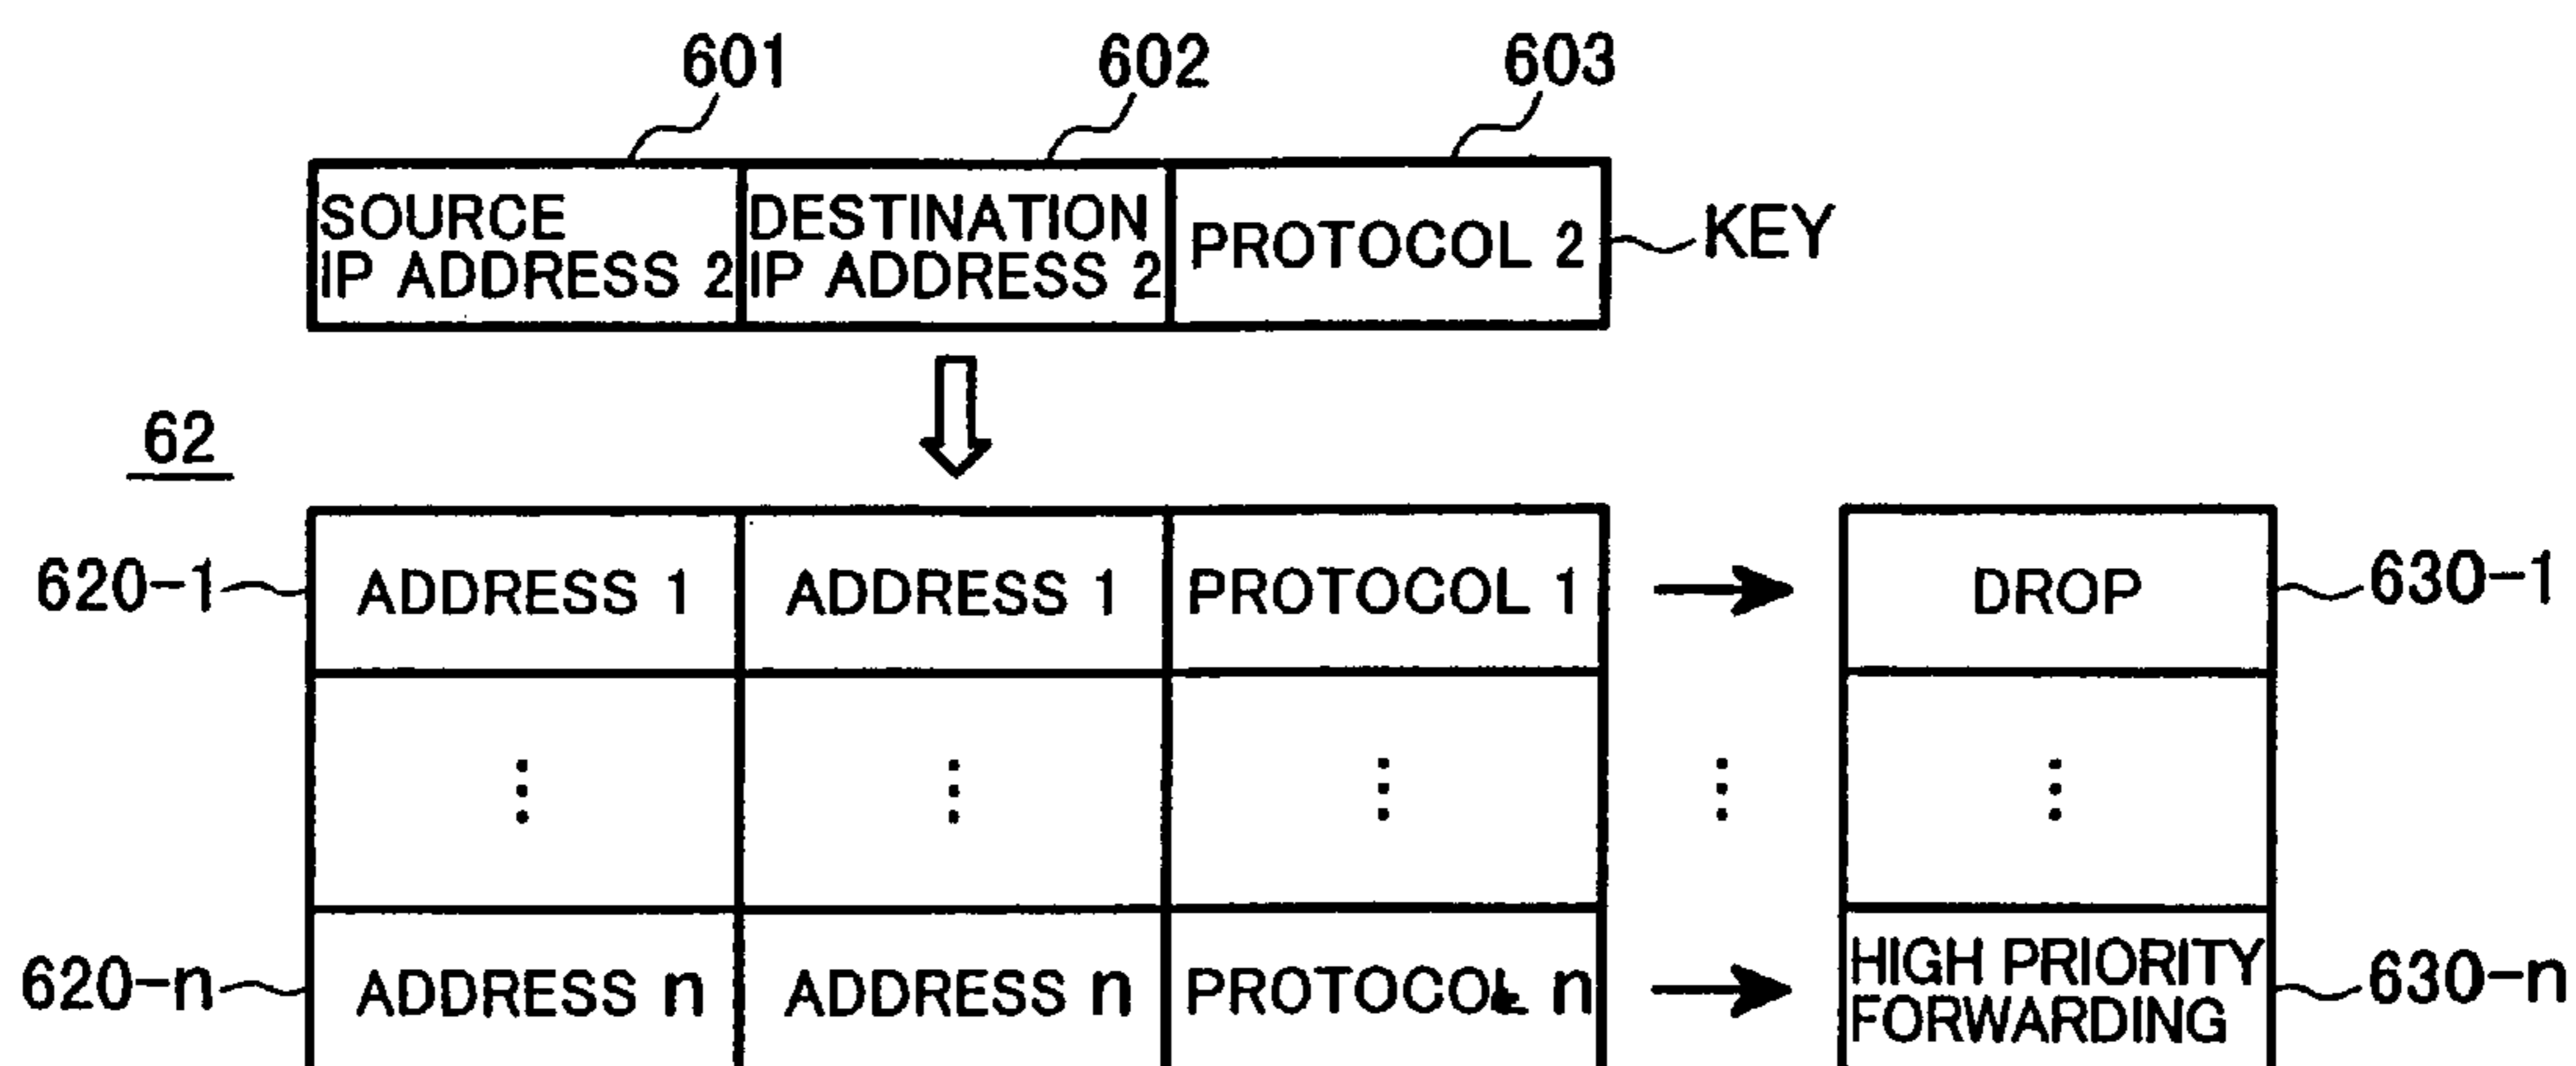 601 602 603
SOURCE
IP ADDRESS 2
DESTINATION
IP ADDRESS 2
PROTOCOL 2
KEY
62
620-1 ADDRESS 1 ADDRESS 1 PROTOCOL 1 DROP 630-1
620-n ADDRESS n ADDRESS n PROTOCOL n HIGH PRIORITY
FORWARDING 630-n